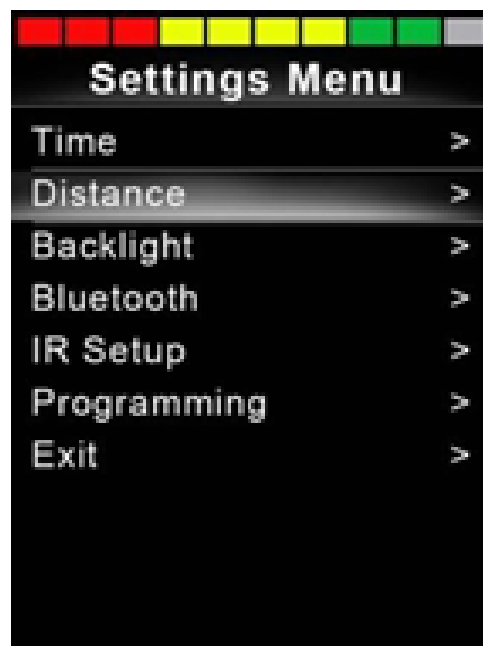 Settings Menu
Time >
Distance >
Backlight >
Bluetooth >
IR Setup >
Programming >
Exit >